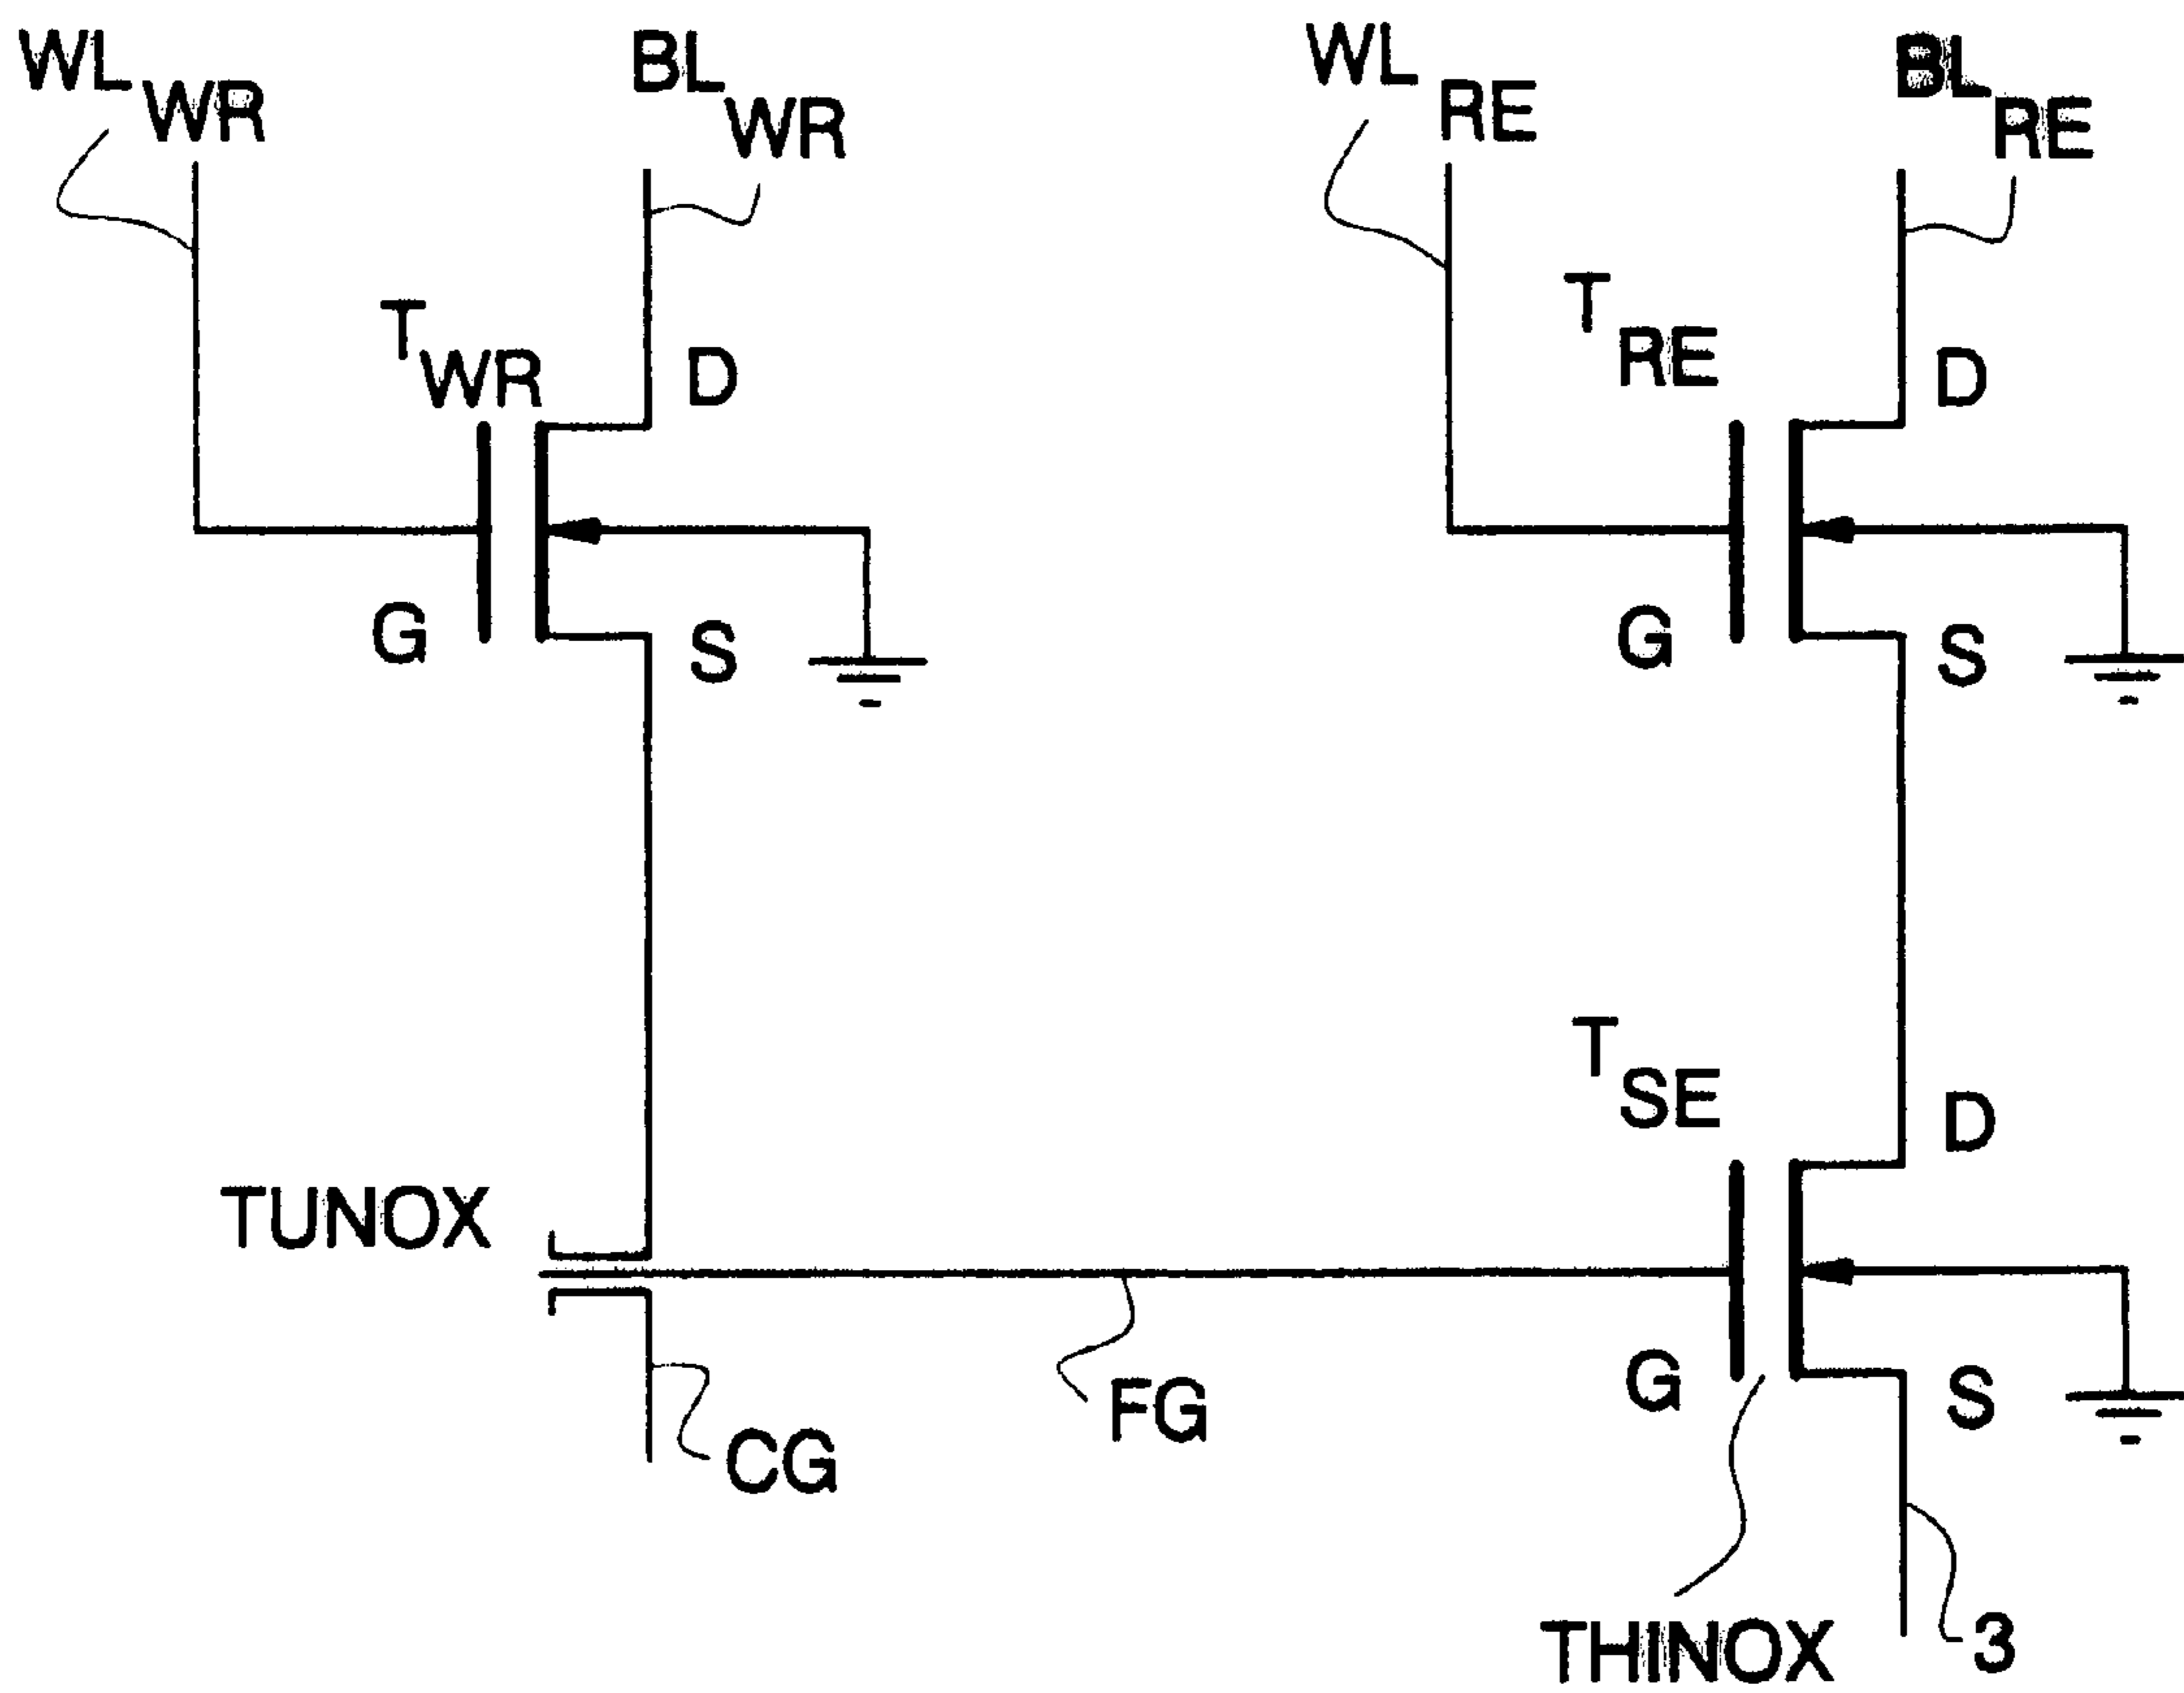 WL WR
BL WR
WL RE
BL RE
T WR
D
T RE
D
G
S
G
S
T SE
D
TUNOX
G
S
FG
CG
THINOX
3